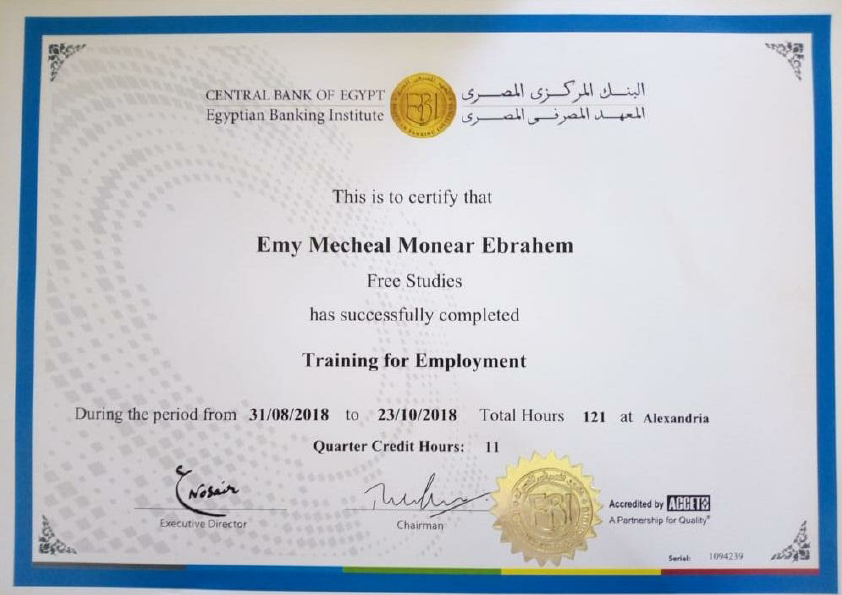 CENTRAL BANK OF EGYPT
Egyptian Banking Institute
البنك المركزى المصرى
المعهد المصرفى المصرى
EBI
This is to certify that
Emy Mecheal Monear Ebrahem
Free Studies
has successfully completed
Training for Employment
During the period from 31/08/2018 to 23/10/2018 Total Hours 121 at Alexandria
Quarter Credit Hours: 11
Nosair
Executive Director
Chairman
EBI
Accredited by ACCET®
A Partnership for Quality®
Serial: 1094239